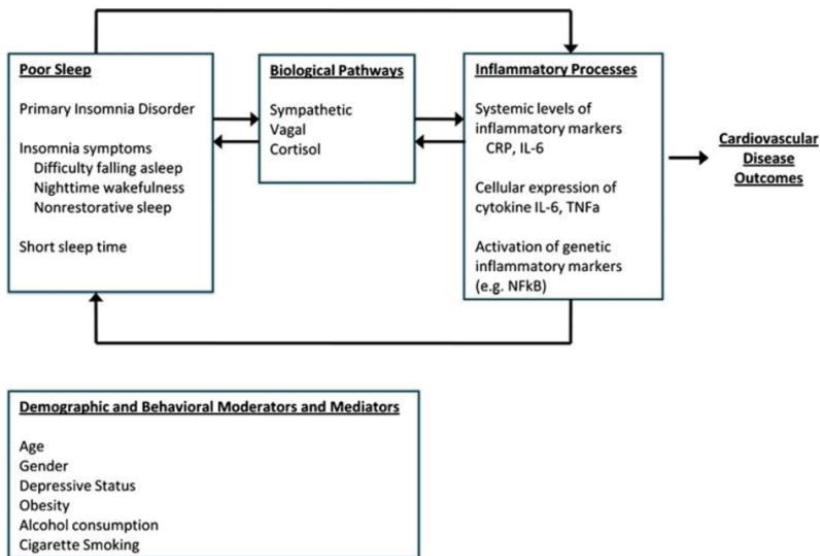 Poor Sleep
Primary Insomnia Disorder
Insomnia symptoms
Difficulty falling asleep
Nighttime wakefulness
Nonrestorative sleep
Short sleep time
Biological Pathways
Sympathetic
Vagal
Cortisol
Inflammatory Processes
Systemic levels of
inflammatory markers
CRP, IL-6
Cellular expression of
cytokine IL-6, TNFa
Activation of genetic
inflammatory markers
(e.g. NFkB)
Cardiovascular
Disease
Outcomes
Demographic and Behavioral Moderators and Mediators
Age
Gender
Depressive Status
Obesity
Alcohol consumption
Cigarette Smoking